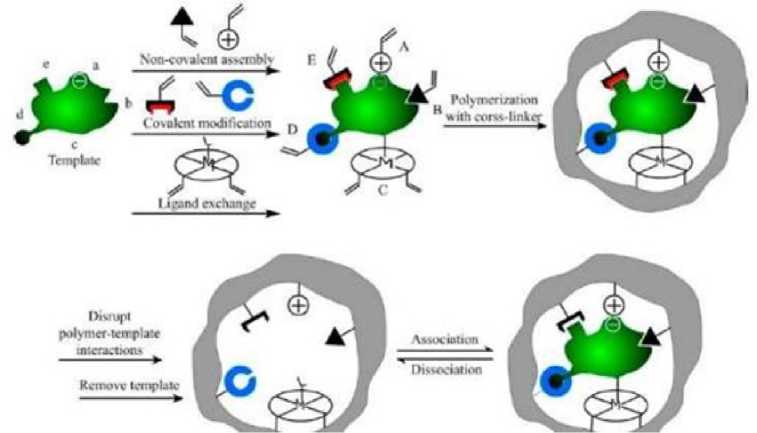 Non-covalent assembly
Covalent modification
Ligand exchange
e
a
b
d
c
Template
L
M
A
E
B
D
M
C
Polymerization
with corss-linker
M
Disrupt
polymer-template
interactions
Remove template
L
M
Association
Dissociation
M